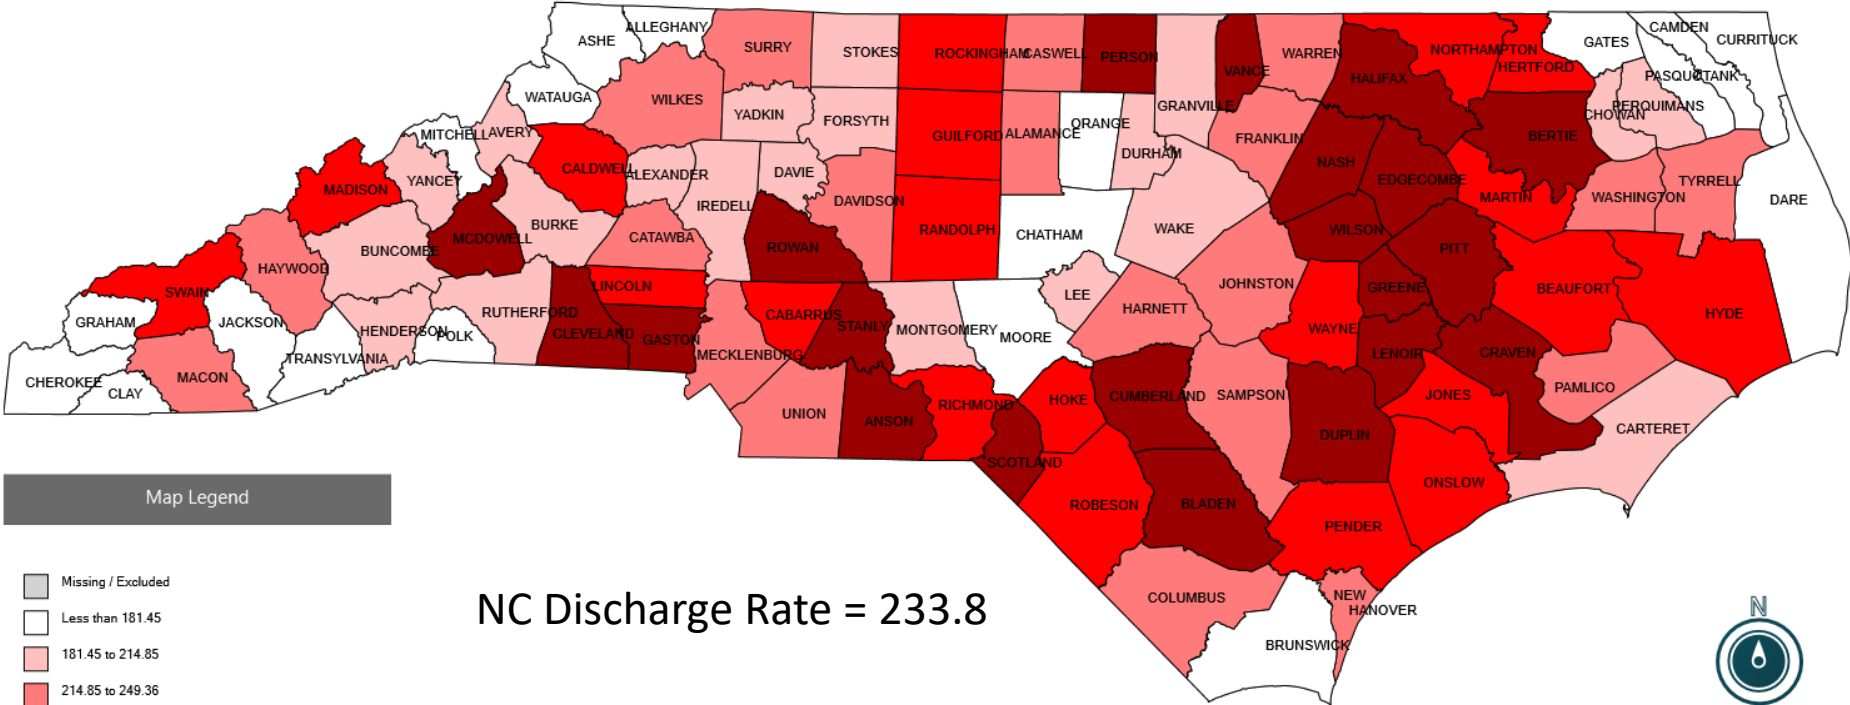 ALLEGHANY
ASHE
SURRY
STOKES
ROCKINGHAM
CASWELL
PERSON
VANCE
WARREN
NORTHAMPTON
HERTFORD
GATES
CAMDEN
CURRITUCK
PASQUOTANK
PERQUIMANS
CHOWAN
WATAUGA
WILKES
YADKIN
FORSYTH
GUILFORD
ALAMANCE
ORANGE
DURHAM
GRANVILLE
FRANKLIN
HALIFAX
BERTIE
MITCHELL
AVERY
CALDWELL
ALEXANDER
DAVIE
IREDELL
DAVIDSON
RANDOLPH
CHATHAM
WAKE
NASH
EDGECOMBE
MARTIN
WASHINGTON
TYRRELL
DARE
MADISON
YANCEY
BURKE
MCDOWELL
BUNCOMBE
CATAWBA
ROWAN
WILSON
PITT
HAYWOOD
SWAIN
LINCOLN
CABARRUS
STANLY
MONTGOMERY
MOORE
LEE
HARNETT
JOHNSTON
WAYNE
GREENE
BEAUFORT
HYDE
GRAHAM
JACKSON
HENDERSON
POLK
RUTHERFORD
CLEVELAND
GASTON
MECKLENBURG
LENOIR
CRAVEN
PAMLICO
TRANSYLVANIA
CHEROKEE
CLAY
MACON
UNION
ANSON
RICHMOND
HOKE
CUMBERLAND
SAMPSON
DUPLIN
JONES
CARTERET
SCOTLAND
ROBESON
BLADEN
ONSLOW
PENDER
COLUMBUS
NEW
HANOVER
BRUNSWICK
Map Legend
Missing / Excluded
Less than 181.45
181.45 to 214.85
214.85 to 249.36
NC Discharge Rate = 233.8
N